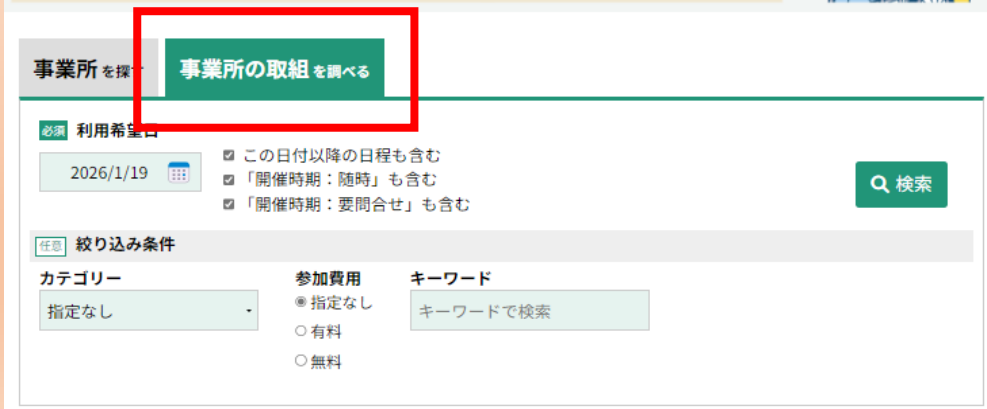 事業所を探す
事業所の取組を調べる
必須 利用希望日
2026/1/19
この日付以降の日程も含む
「開催時期：随時」も含む
「開催時期：要問合せ」も含む
検索
任意 絞り込み条件
カテゴリー
指定なし
参加費用
指定なし
有料
無料
キーワード
キーワードで検索